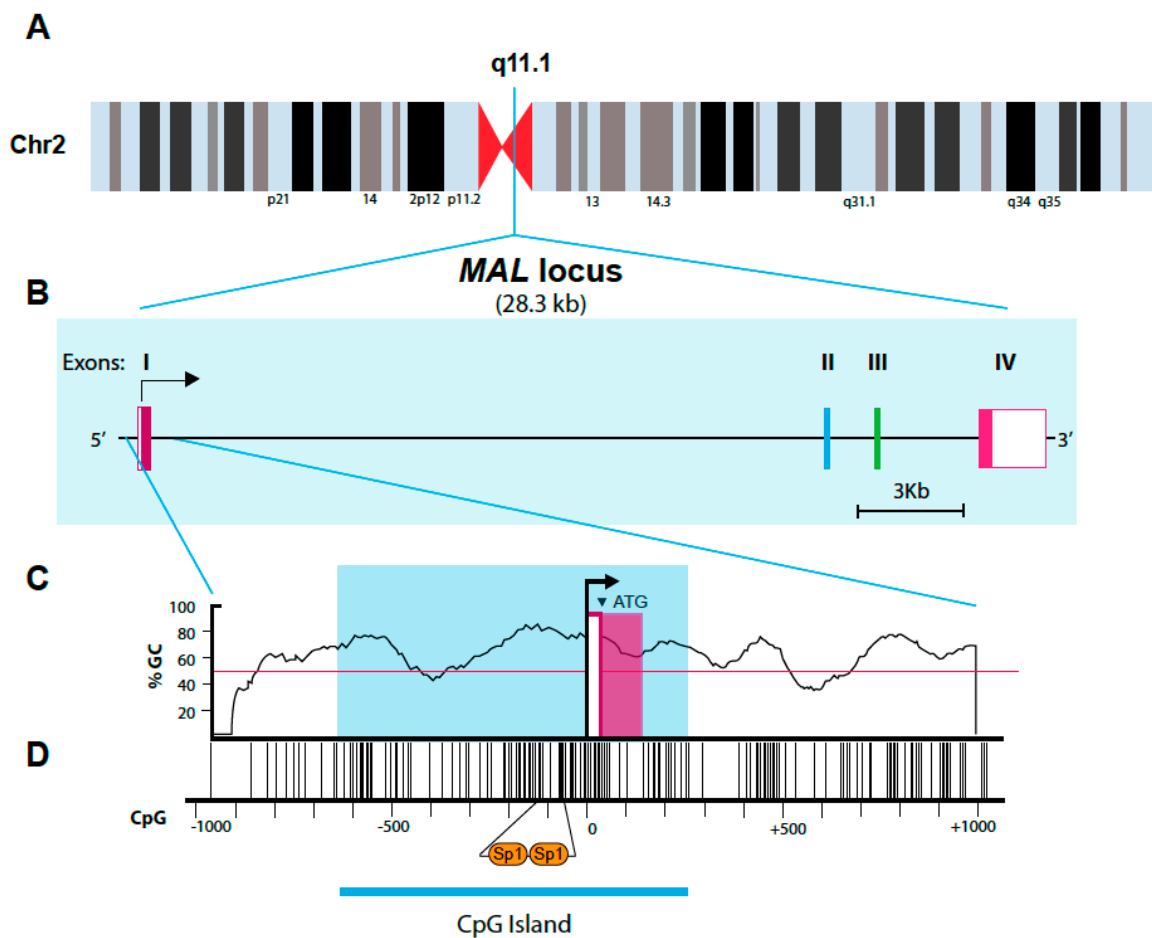 A
q11.1
Chr2
p21 14 2p12 p11.2 13 14.3 q31.1 q34 q35
MAL locus
(28.3 kb)
B
Exons: I II III IV
5′ 3′
3Kb
C
ATG
%GC
100
80
60
40
20
D
CpG
-1000 -500 0 +500 +1000
Sp1 Sp1
CpG Island